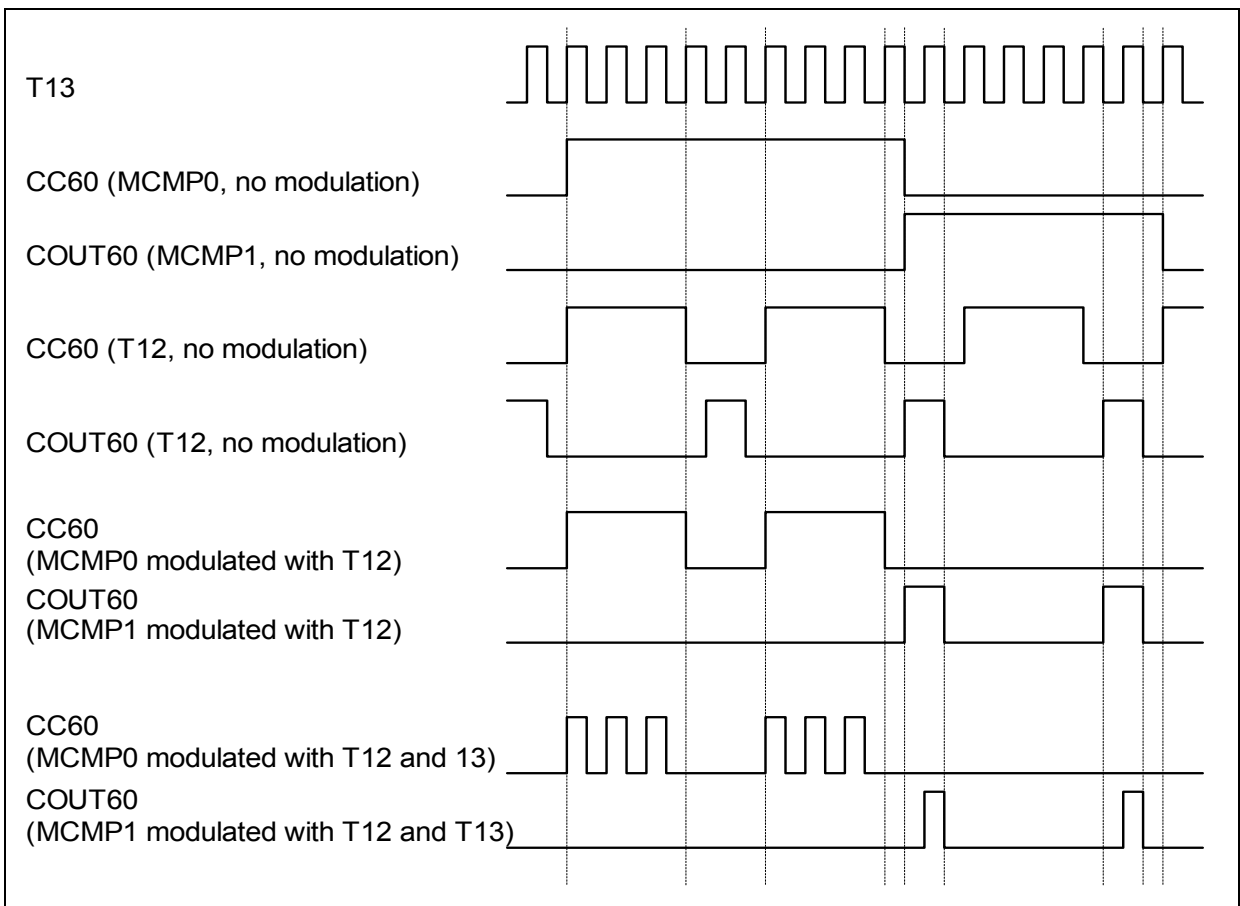 T13
CC60 (MCMP0, no modulation)
COUT60 (MCMP1, no modulation)
CC60 (T12, no modulation)
COUT60 (T12, no modulation)
CC60
(MCMP0 modulated with T12)
COUT60
(MCMP1 modulated with T12)
CC60
(MCMP0 modulated with T12 and 13)
COUT60
(MCMP1 modulated with T12 and T13)